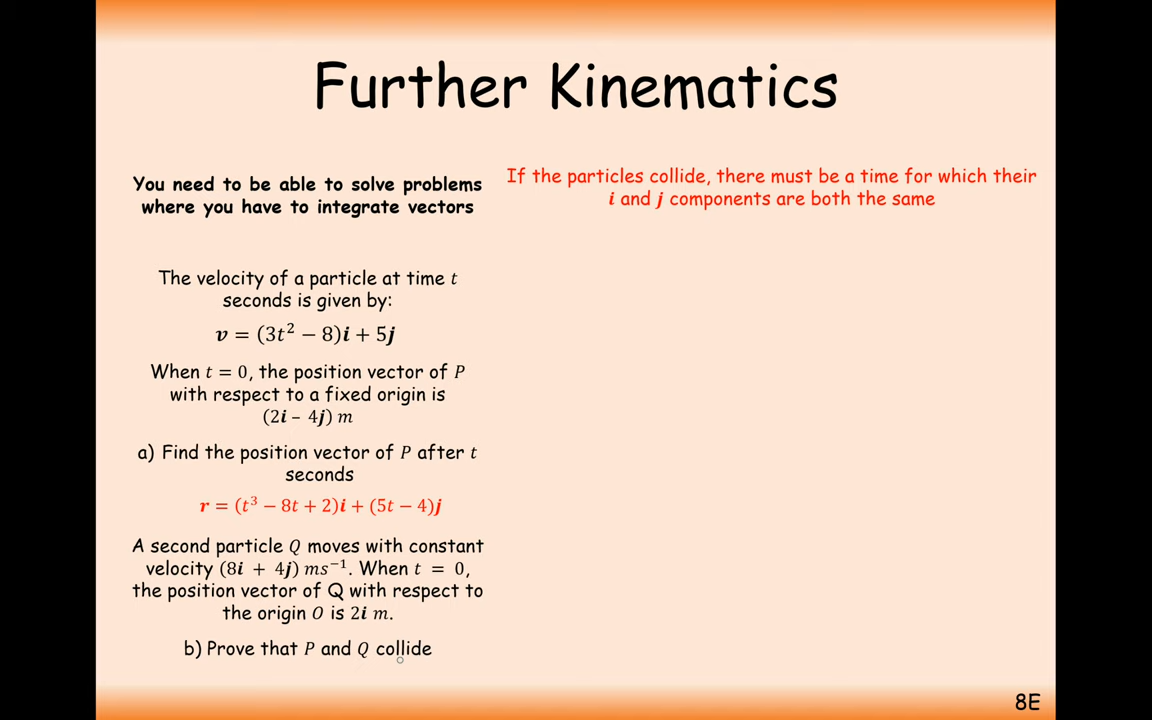 Further Kinematics
You need to be able to solve problems
where you have to integrate vectors
The velocity of a particle at time t
seconds is given by:
v = (3t² − 8)i + 5j
When t = 0, the position vector of P
with respect to a fixed origin is
(2i – 4j) m
a) Find the position vector of P after t
seconds
r = (t³ − 8t + 2)i + (5t − 4)j
A second particle Q moves with constant
velocity (8i + 4j) ms⁻¹. When t = 0,
the position vector of Q with respect to
the origin O is 2i m.
b) Prove that P and Q collide
If the particles collide, there must be a time for which their
i and j components are both the same
8E